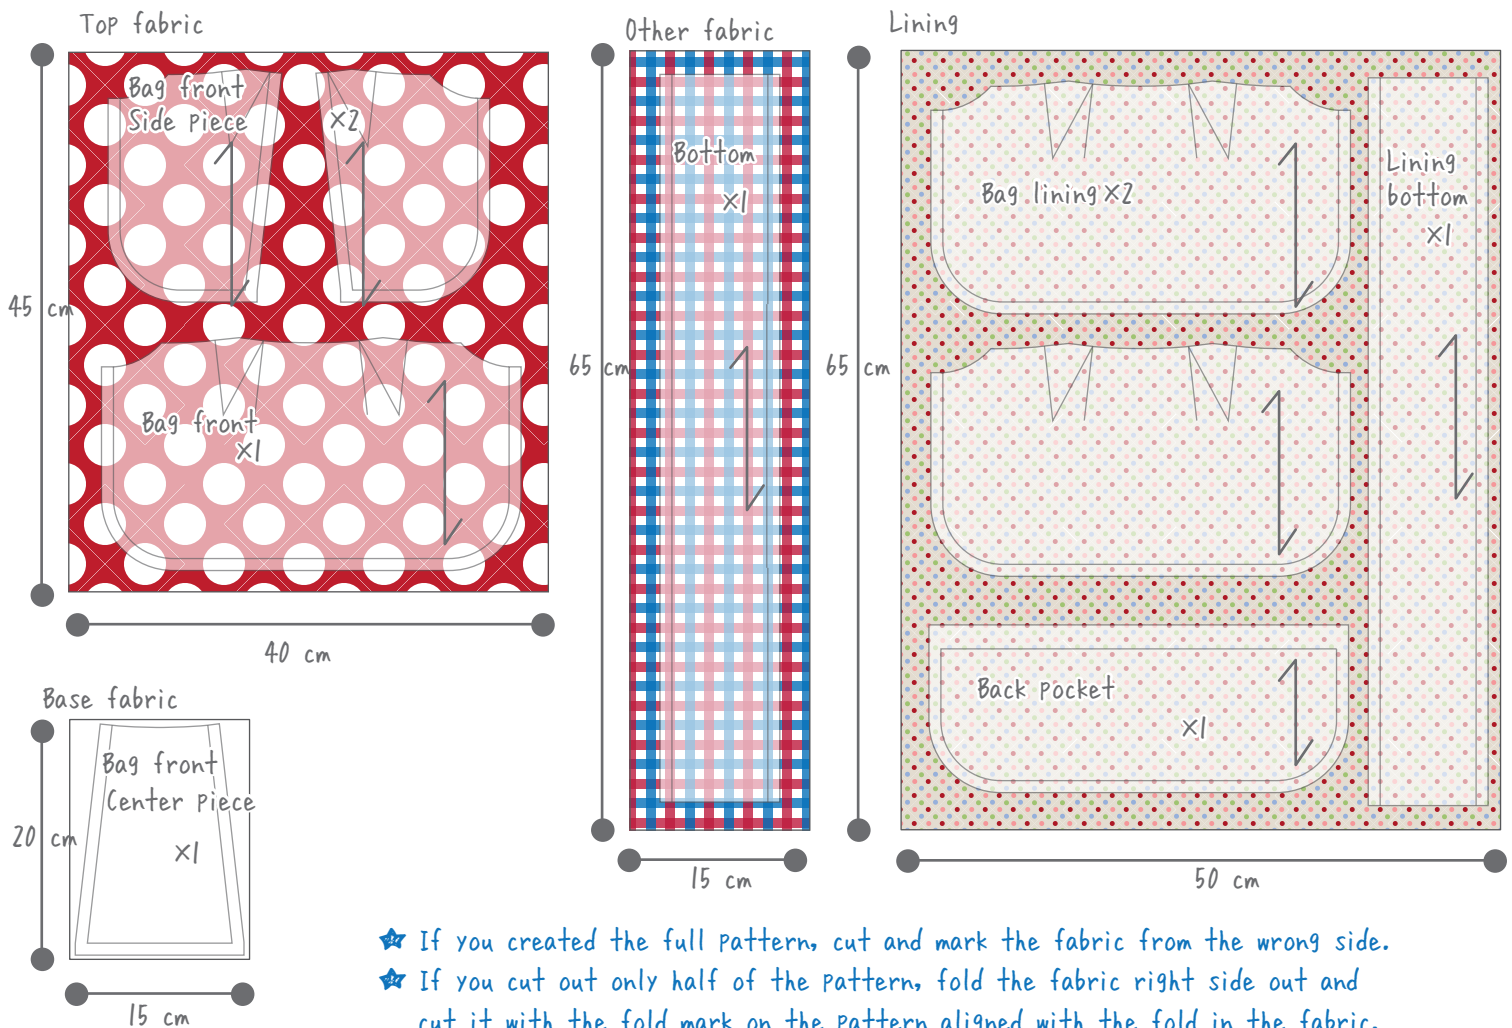 Top fabric
Bag front
Side piece
×2
45 cm
Bag front
×1
40 cm
Base fabric
Bag front
Center piece
×1
20 cm
15 cm
Other fabric
Bottom
×1
65 cm
15 cm
Lining
Bag lining ×2
Lining
bottom
×1
65 cm
Back pocket
×1
50 cm
If you created the full pattern, cut and mark the fabric from the wrong side.
If you cut out only half of the pattern, fold the fabric right side out and
cut it with the fold mark on the pattern aligned with the fold in the fabric.